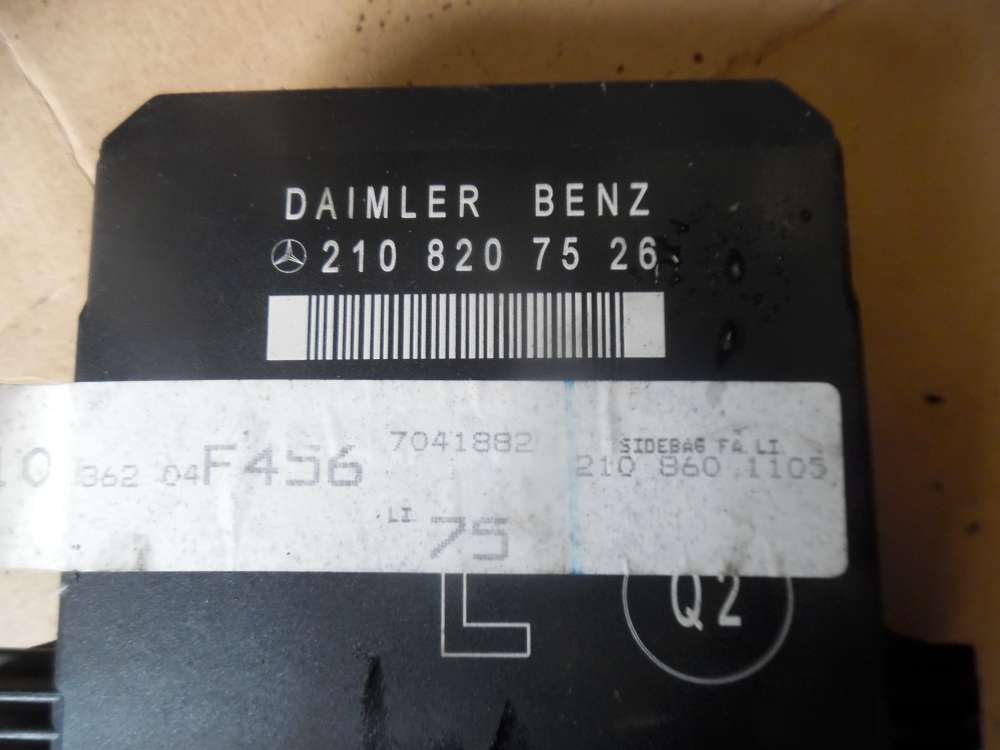 DAIMLER BENZ
210 820 75 26
10 362 04 F456 7041882
LI 75
SIDEBAG FA LI
210 860 1105
L
Q2